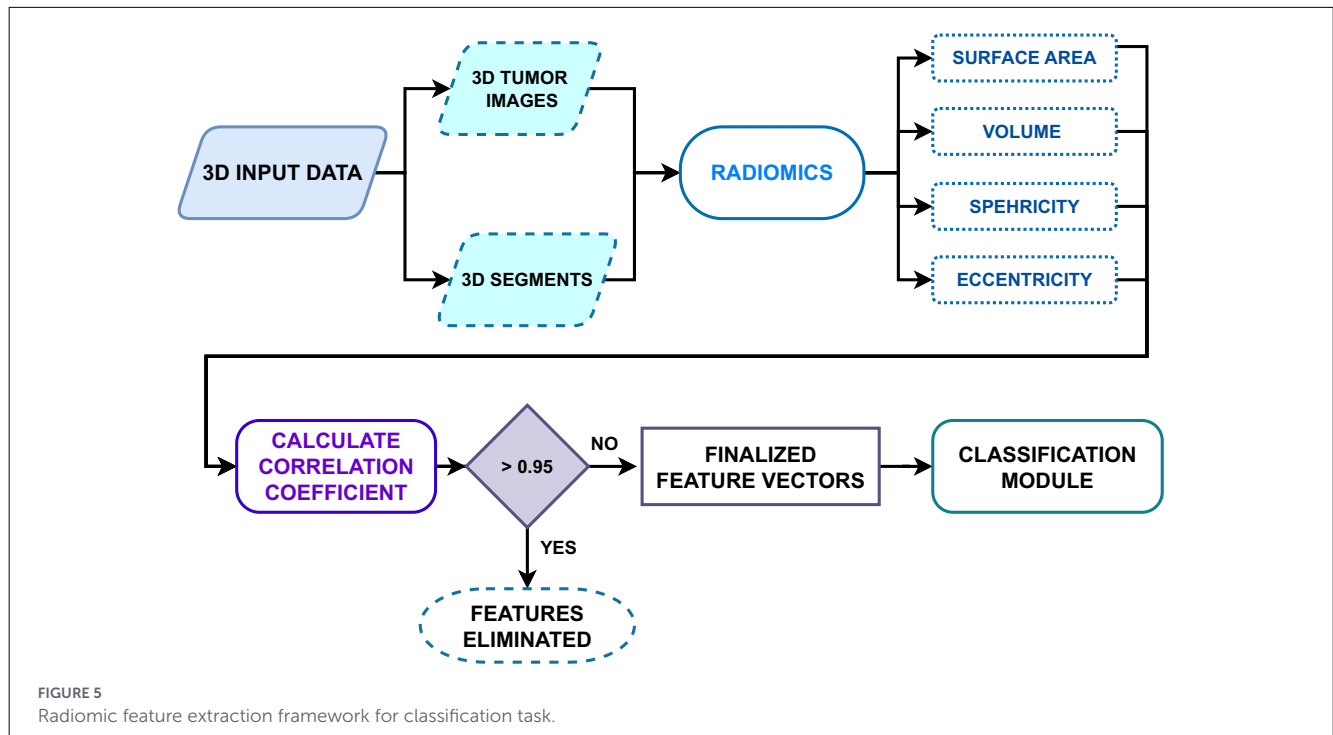 3D INPUT DATA
3D TUMOR
IMAGES
3D SEGMENTS
RADIOMICS
SURFACE AREA
VOLUME
SPEHRICITY
ECCENTRICITY
CALCULATE
CORRELATION
COEFFICIENT
> 0.95
NO
YES
FEATURES
ELIMINATED
FINALIZED
FEATURE VECTORS
CLASSIFICATION
MODULE
FIGURE 5
Radiomic feature extraction framework for classification task.